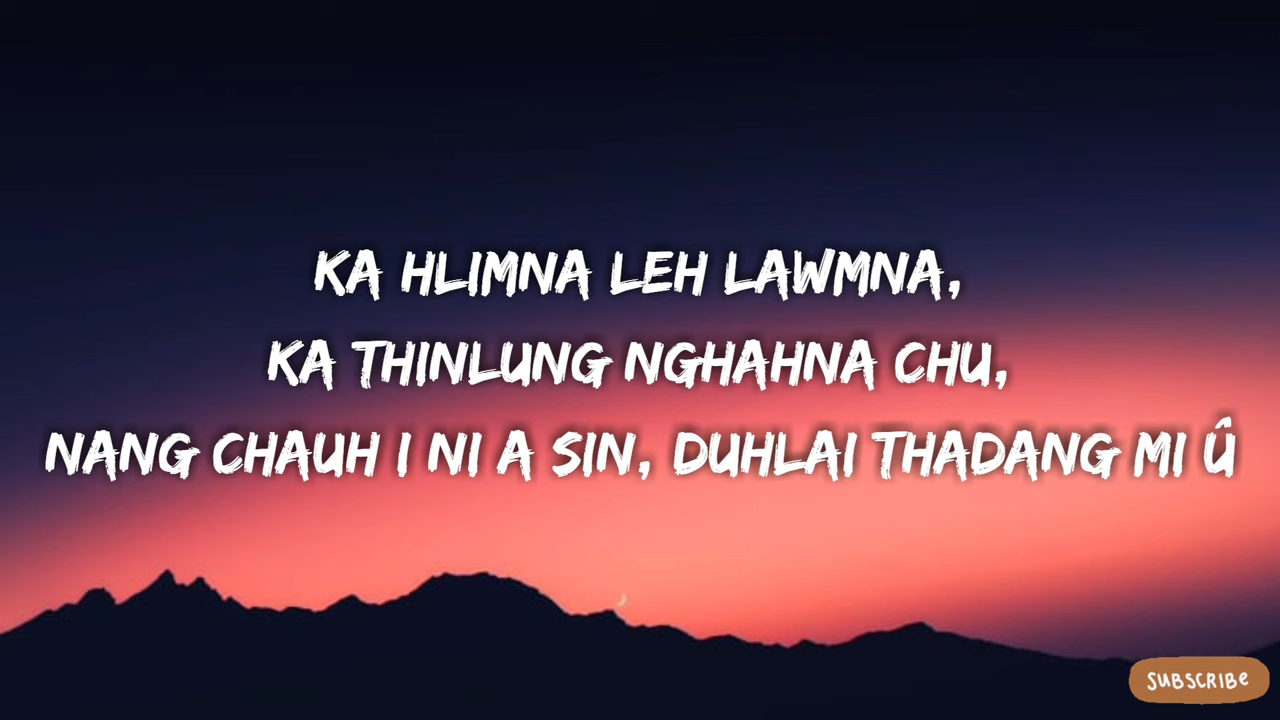 KA HLIMNA LEH LAWMNA,
KA THINLUNG NGHAHNA CHU,
NANG CHAUH I NI A SIN, DUHLAI THADANG MI Û
SUBSCRIBE